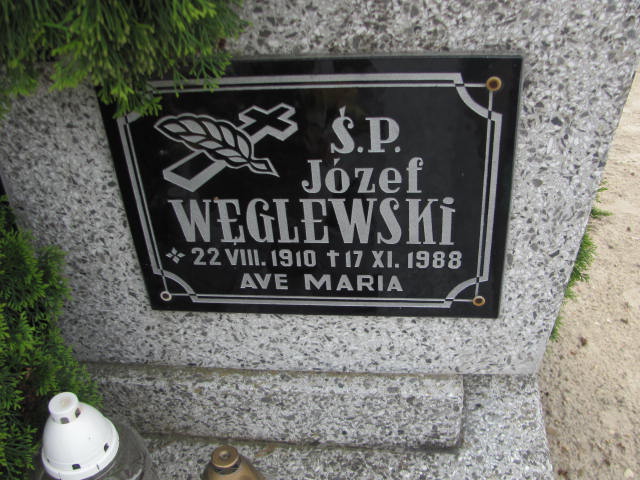 Ś.P.
Józef
WĘGLEWSKi
22 VIII. 1910 † 17 XI. 1988
AVE MARIA